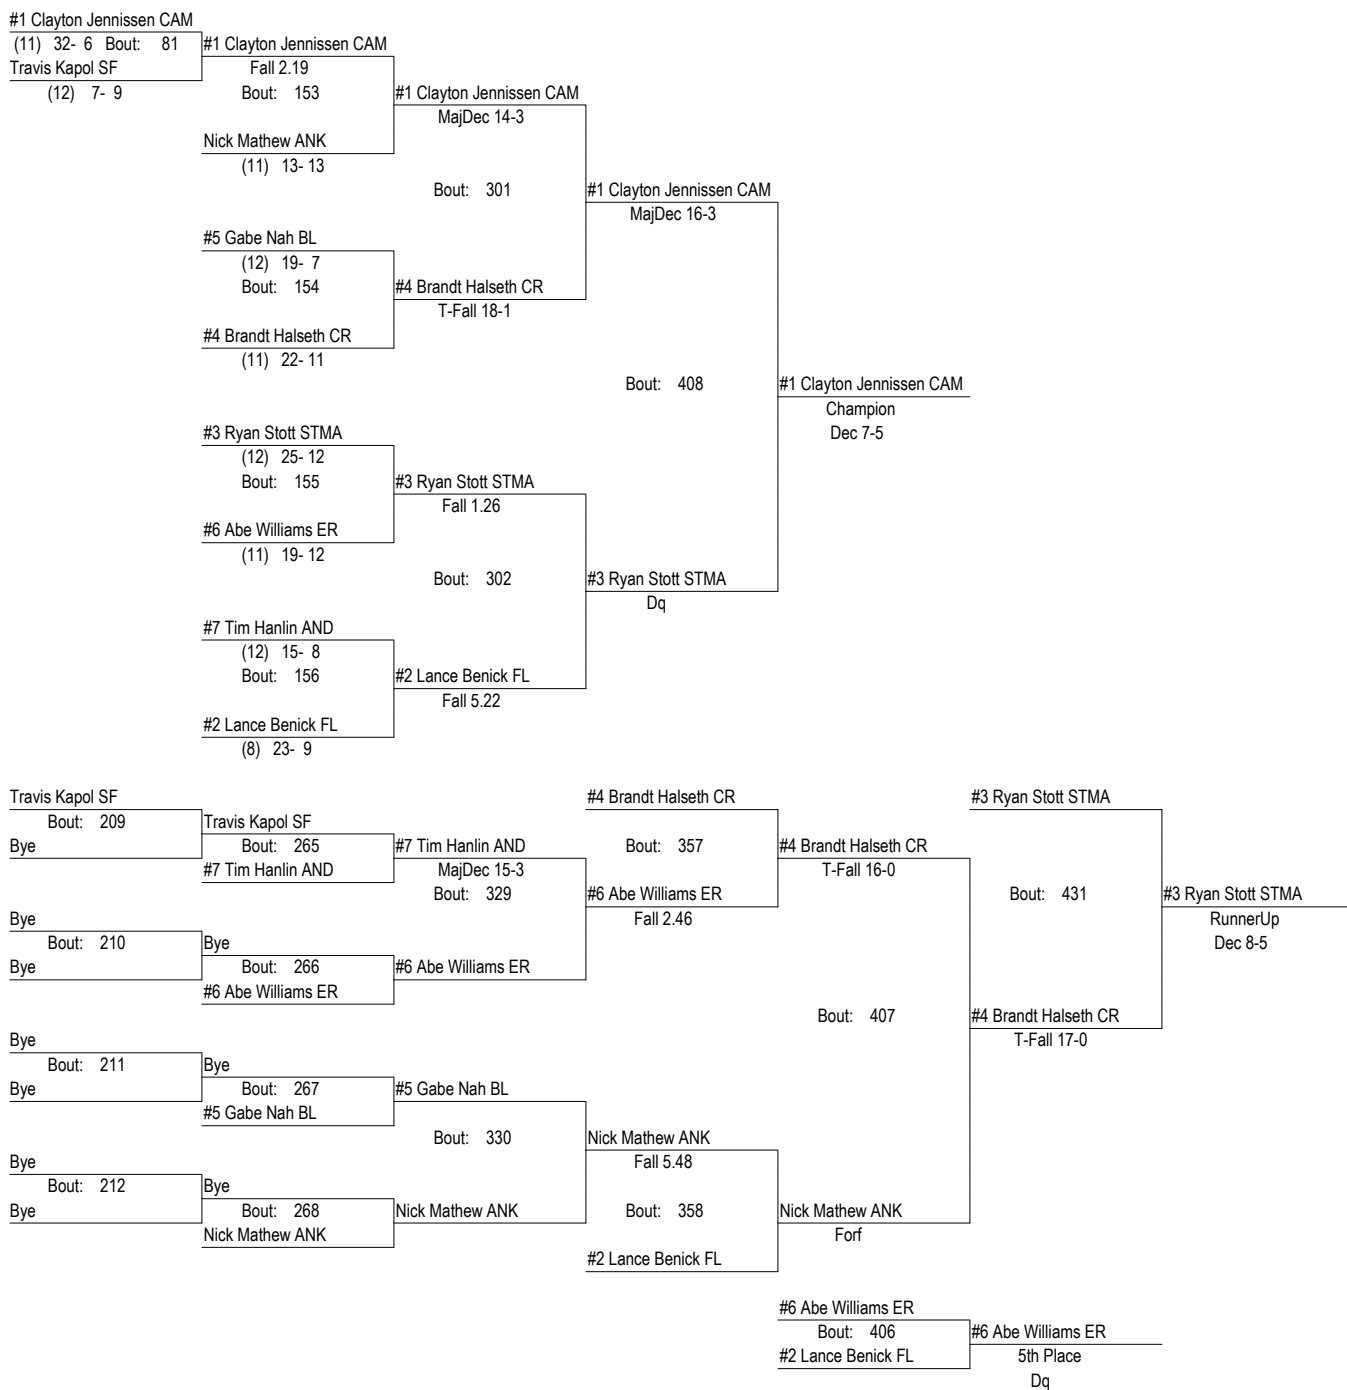 #1 Clayton Jennissen CAM
(11) 32- 6 Bout: 81
Travis Kapol SF
(12) 7- 9
#1 Clayton Jennissen CAM
Fall 2.19
Bout: 153
Nick Mathew ANK
(11) 13- 13
#1 Clayton Jennissen CAM
MajDec 14-3
Bout: 301
#5 Gabe Nah BL
(12) 19- 7
Bout: 154
#4 Brandt Halseth CR
(11) 22- 11
#4 Brandt Halseth CR
T-Fall 18-1
#1 Clayton Jennissen CAM
MajDec 16-3
Bout: 408
#1 Clayton Jennissen CAM
Champion
Dec 7-5
#3 Ryan Stott STMA
(12) 25- 12
Bout: 155
#6 Abe Williams ER
(11) 19- 12
#3 Ryan Stott STMA
Fall 1.26
Bout: 302
#3 Ryan Stott STMA
Dq
#7 Tim Hanlin AND
(12) 15- 8
Bout: 156
#2 Lance Benick FL
(8) 23- 9
#2 Lance Benick FL
Fall 5.22
Travis Kapol SF
Bout: 209
Bye
Travis Kapol SF
Bout: 265
#7 Tim Hanlin AND
#7 Tim Hanlin AND
MajDec 15-3
Bout: 329
Bye
Bout: 210
Bye
Bye
Bout: 266
#6 Abe Williams ER
#6 Abe Williams ER
#4 Brandt Halseth CR
Bout: 357
#6 Abe Williams ER
Fall 2.46
#4 Brandt Halseth CR
T-Fall 16-0
Bout: 407
#3 Ryan Stott STMA
Bout: 431
#4 Brandt Halseth CR
T-Fall 17-0
#3 Ryan Stott STMA
RunnerUp
Dec 8-5
Bye
Bout: 211
Bye
Bye
Bout: 267
#5 Gabe Nah BL
#5 Gabe Nah BL
Bout: 330
Bye
Bout: 212
Bye
Bye
Bout: 268
Nick Mathew ANK
Nick Mathew ANK
Nick Mathew ANK
Fall 5.48
Bout: 358
#2 Lance Benick FL
Nick Mathew ANK
Forf
#6 Abe Williams ER
Bout: 406
#2 Lance Benick FL
#6 Abe Williams ER
5th Place
Dq